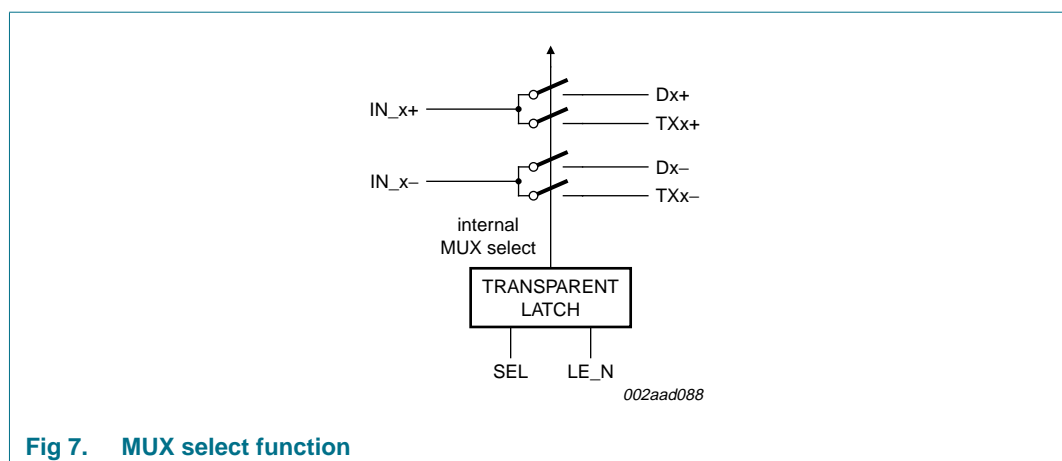 IN_x+
Dx+
TXx+
IN_x−
Dx−
TXx−
internal
MUX select
TRANSPARENT
LATCH
SEL LE_N
002aad088
Fig 7. MUX select function